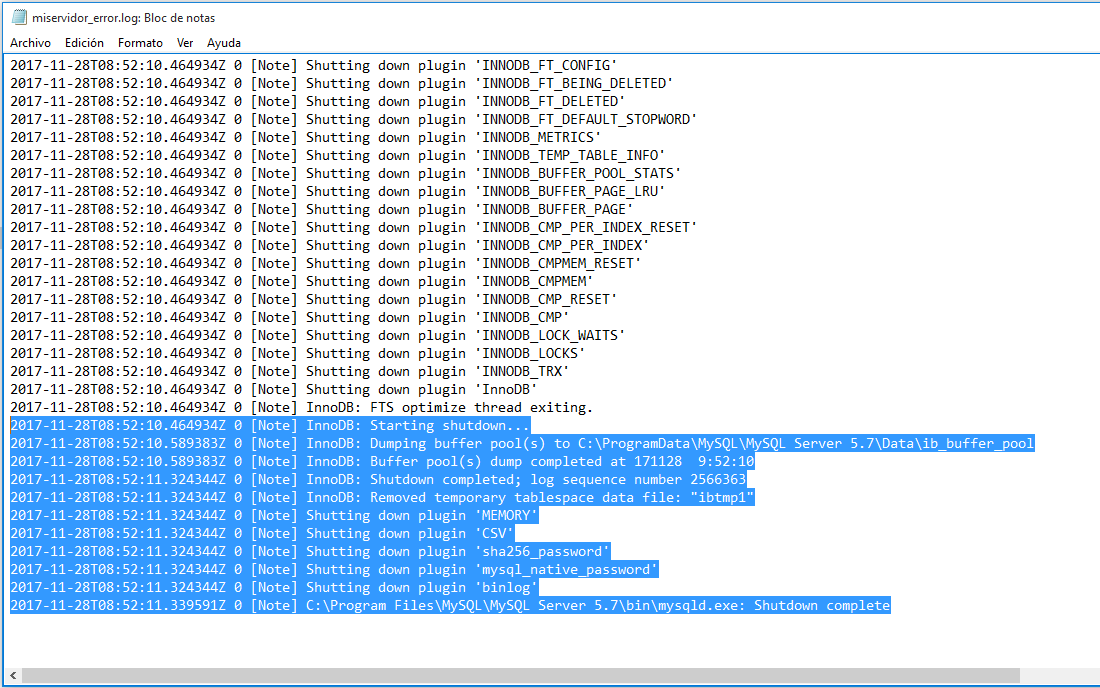 miservidor_error.log: Bloc de notas
Archivo Edición Formato Ver Ayuda
2017-11-28T08:52:10.464934Z 0 [Note] Shutting down plugin 'INNODB_FT_CONFIG'
2017-11-28T08:52:10.464934Z 0 [Note] Shutting down plugin 'INNODB_FT_BEING_DELETED'
2017-11-28T08:52:10.464934Z 0 [Note] Shutting down plugin 'INNODB_FT_DELETED'
2017-11-28T08:52:10.464934Z 0 [Note] Shutting down plugin 'INNODB_FT_DEFAULT_STOPWORD'
2017-11-28T08:52:10.464934Z 0 [Note] Shutting down plugin 'INNODB_METRICS'
2017-11-28T08:52:10.464934Z 0 [Note] Shutting down plugin 'INNODB_TEMP_TABLE_INFO'
2017-11-28T08:52:10.464934Z 0 [Note] Shutting down plugin 'INNODB_BUFFER_POOL_STATS'
2017-11-28T08:52:10.464934Z 0 [Note] Shutting down plugin 'INNODB_BUFFER_PAGE_LRU'
2017-11-28T08:52:10.464934Z 0 [Note] Shutting down plugin 'INNODB_BUFFER_PAGE'
2017-11-28T08:52:10.464934Z 0 [Note] Shutting down plugin 'INNODB_CMP_PER_INDEX_RESET'
2017-11-28T08:52:10.464934Z 0 [Note] Shutting down plugin 'INNODB_CMP_PER_INDEX'
2017-11-28T08:52:10.464934Z 0 [Note] Shutting down plugin 'INNODB_CMPMEM_RESET'
2017-11-28T08:52:10.464934Z 0 [Note] Shutting down plugin 'INNODB_CMPMEM'
2017-11-28T08:52:10.464934Z 0 [Note] Shutting down plugin 'INNODB_CMP_RESET'
2017-11-28T08:52:10.464934Z 0 [Note] Shutting down plugin 'INNODB_CMP'
2017-11-28T08:52:10.464934Z 0 [Note] Shutting down plugin 'INNODB_LOCK_WAITS'
2017-11-28T08:52:10.464934Z 0 [Note] Shutting down plugin 'INNODB_LOCKS'
2017-11-28T08:52:10.464934Z 0 [Note] Shutting down plugin 'INNODB_TRX'
2017-11-28T08:52:10.464934Z 0 [Note] Shutting down plugin 'InnoDB'
2017-11-28T08:52:10.464934Z 0 [Note] InnoDB: FTS optimize thread exiting.
2017-11-28T08:52:10.464934Z 0 [Note] InnoDB: Starting shutdown...
2017-11-28T08:52:10.589383Z 0 [Note] InnoDB: Dumping buffer pool(s) to C:\ProgramData\MySQL\MySQL Server 5.7\Data\ib_buffer_pool
2017-11-28T08:52:10.589383Z 0 [Note] InnoDB: Buffer pool(s) dump completed at 171128  9:52:10
2017-11-28T08:52:11.324344Z 0 [Note] InnoDB: Shutdown completed; log sequence number 2566363
2017-11-28T08:52:11.324344Z 0 [Note] InnoDB: Removed temporary tablespace data file: "ibtmp1"
2017-11-28T08:52:11.324344Z 0 [Note] Shutting down plugin 'MEMORY'
2017-11-28T08:52:11.324344Z 0 [Note] Shutting down plugin 'CSV'
2017-11-28T08:52:11.324344Z 0 [Note] Shutting down plugin 'sha256_password'
2017-11-28T08:52:11.324344Z 0 [Note] Shutting down plugin 'mysql_native_password'
2017-11-28T08:52:11.324344Z 0 [Note] Shutting down plugin 'binlog'
2017-11-28T08:52:11.339591Z 0 [Note] C:\Program Files\MySQL\MySQL Server 5.7\bin\mysqld.exe: Shutdown complete